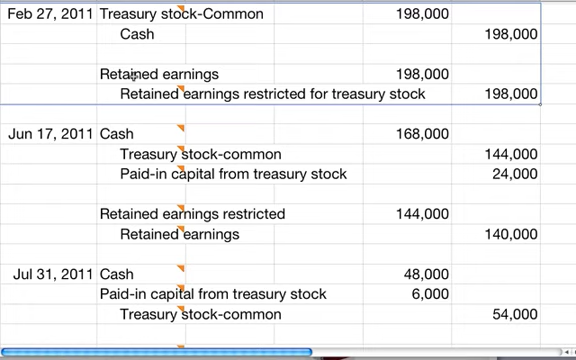 Feb 27, 2011 Treasury stock-Common 198,000
Cash 198,000
Retained earnings 198,000
Retained earnings restricted for treasury stock 198,000
Jun 17, 2011 Cash 168,000
Treasury stock-common 144,000
Paid-in capital from treasury stock 24,000
Retained earnings restricted 144,000
Retained earnings 140,000
Jul 31, 2011 Cash 48,000
Paid-in capital from treasury stock 6,000
Treasury stock-common 54,000